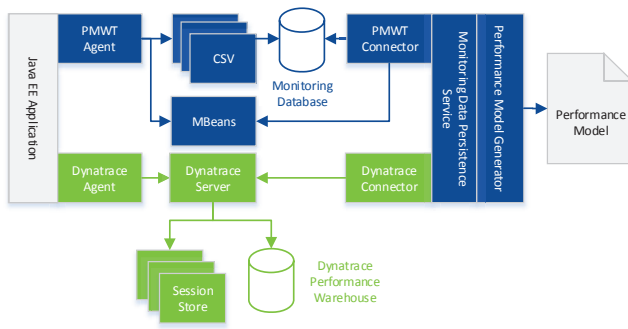 Java EE Application
PMWT
Agent
CSV
Monitoring
Database
PMWT
Connector
MBeans
Monitoring Data Persistence
Service
Performance Model Generator
Performance
Model
Dynatrace
Agent
Dynatrace
Server
Dynatrace
Connector
Session
Store
Dynatrace
Performance
Warehouse